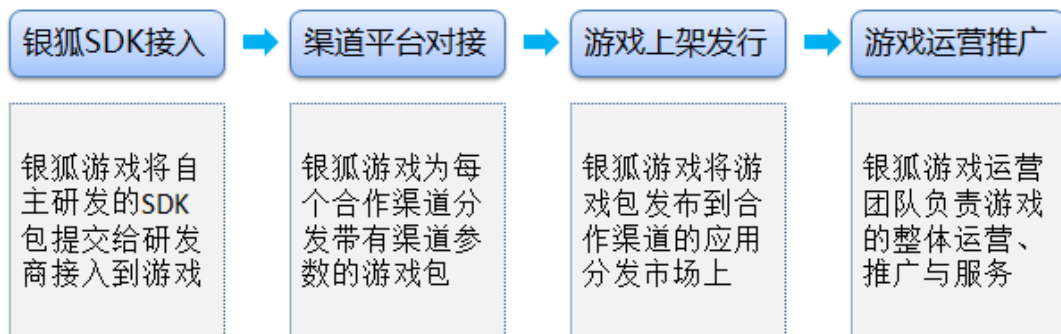 银狐SDK接入
渠道平台对接
游戏上架发行
游戏运营推广
银狐游戏将自
主研发的SDK
包提交给研发
商接入到游戏
银狐游戏为每
个合作渠道分
发带有渠道参
数的游戏包
银狐游戏将游
戏包发布到合
作渠道的应用
分发市场上
银狐游戏运营
团队负责游戏
的整体运营、
推广与服务